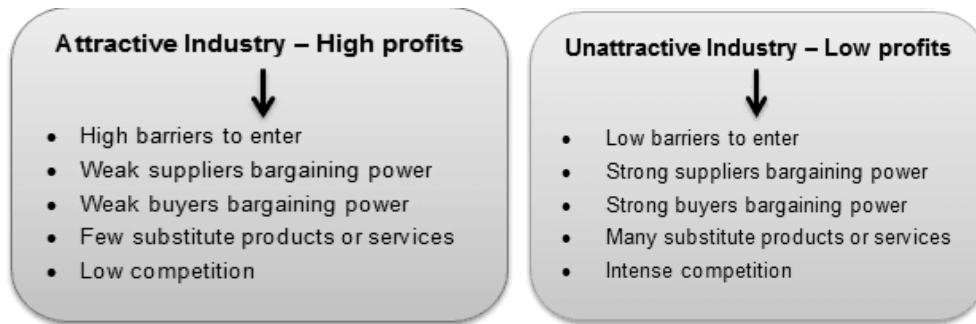 Attractive Industry – High profits
• High barriers to enter
• Weak suppliers bargaining power
• Weak buyers bargaining power
• Few substitute products or services
• Low competition
Unattractive Industry – Low profits
• Low barriers to enter
• Strong suppliers bargaining power
• Strong buyers bargaining power
• Many substitute products or services
• Intense competition